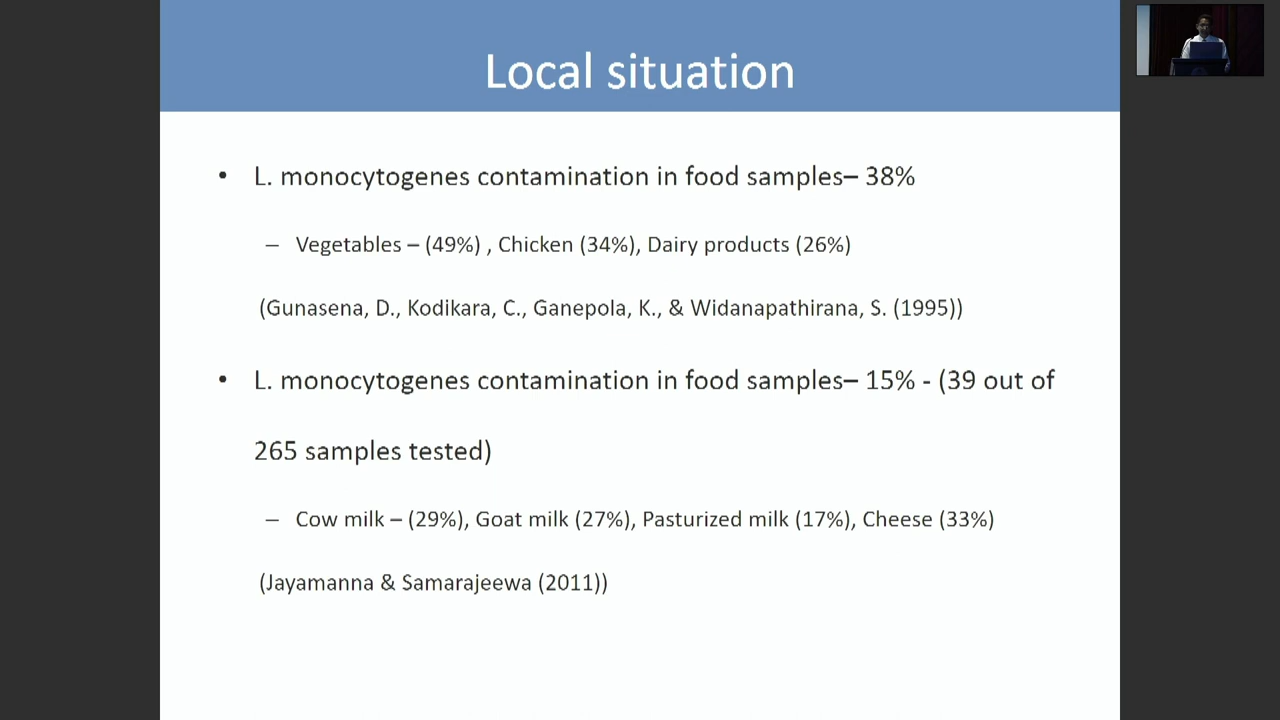 Local situation
• L. monocytogenes contamination in food samples– 38%
– Vegetables – (49%) , Chicken (34%), Dairy products (26%)
(Gunasena, D., Kodikara, C., Ganepola, K., & Widanapathirana, S. (1995))
• L. monocytogenes contamination in food samples– 15% - (39 out of
265 samples tested)
– Cow milk – (29%), Goat milk (27%), Pasturized milk (17%), Cheese (33%)
(Jayamanna & Samarajeewa (2011))